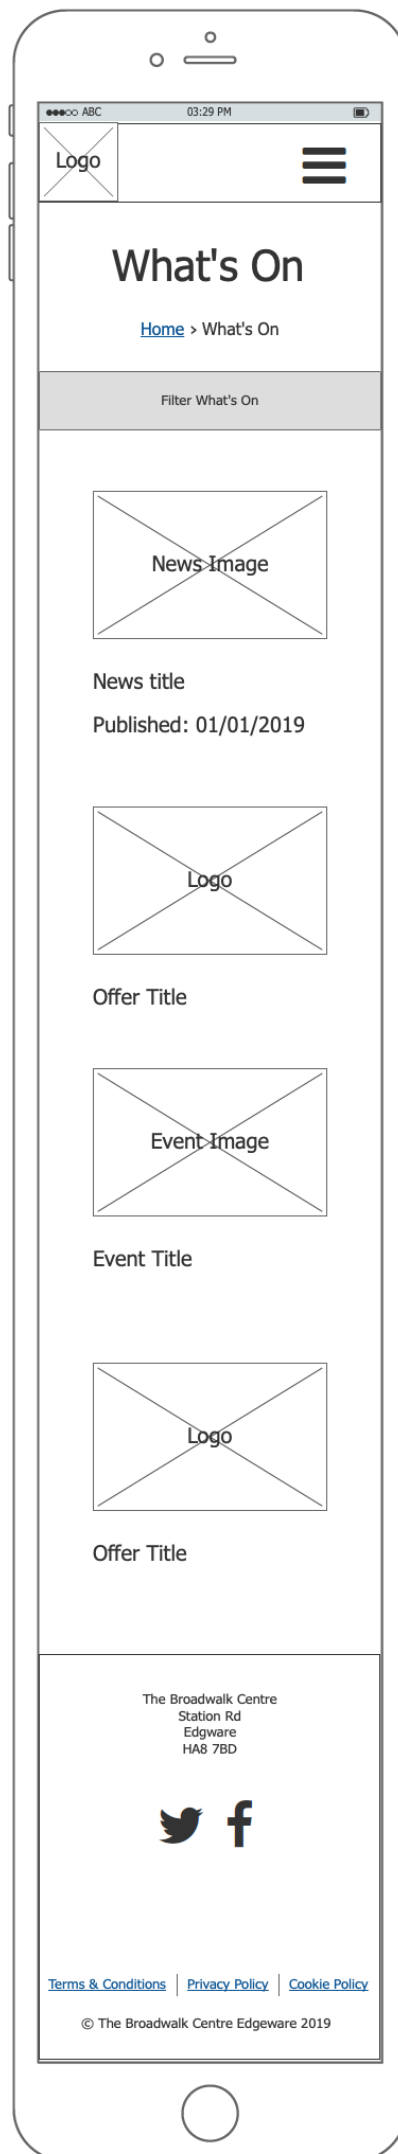 ABC 03:29 PM
Logo
What's On
Home > What's On
Filter What's On
News Image
News title
Published: 01/01/2019
Logo
Offer Title
Event Image
Event Title
Logo
Offer Title
The Broadwalk Centre
Station Rd
Edgware
HA8 7BD
Terms & Conditions | Privacy Policy | Cookie Policy
© The Broadwalk Centre Edgeware 2019